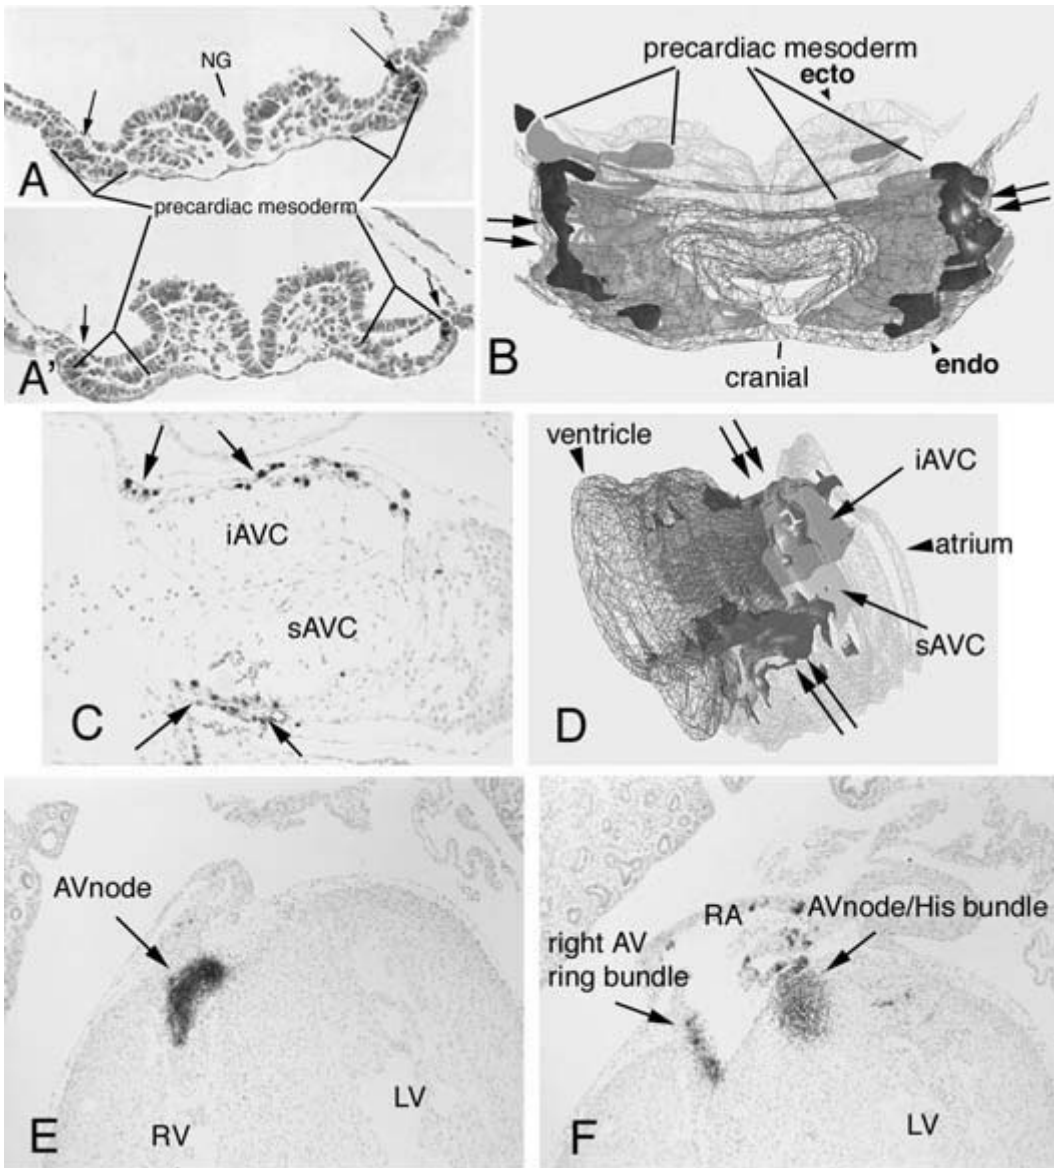 NG
A
precardiac mesoderm
A'
precardiac mesoderm
ecto
B
cranial
endo
iAVC
sAVC
C
ventricle
iAVC
atrium
sAVC
D
AVnode
E
RV
LV
RA
AVnode/His bundle
right AV
ring bundle
F
LV